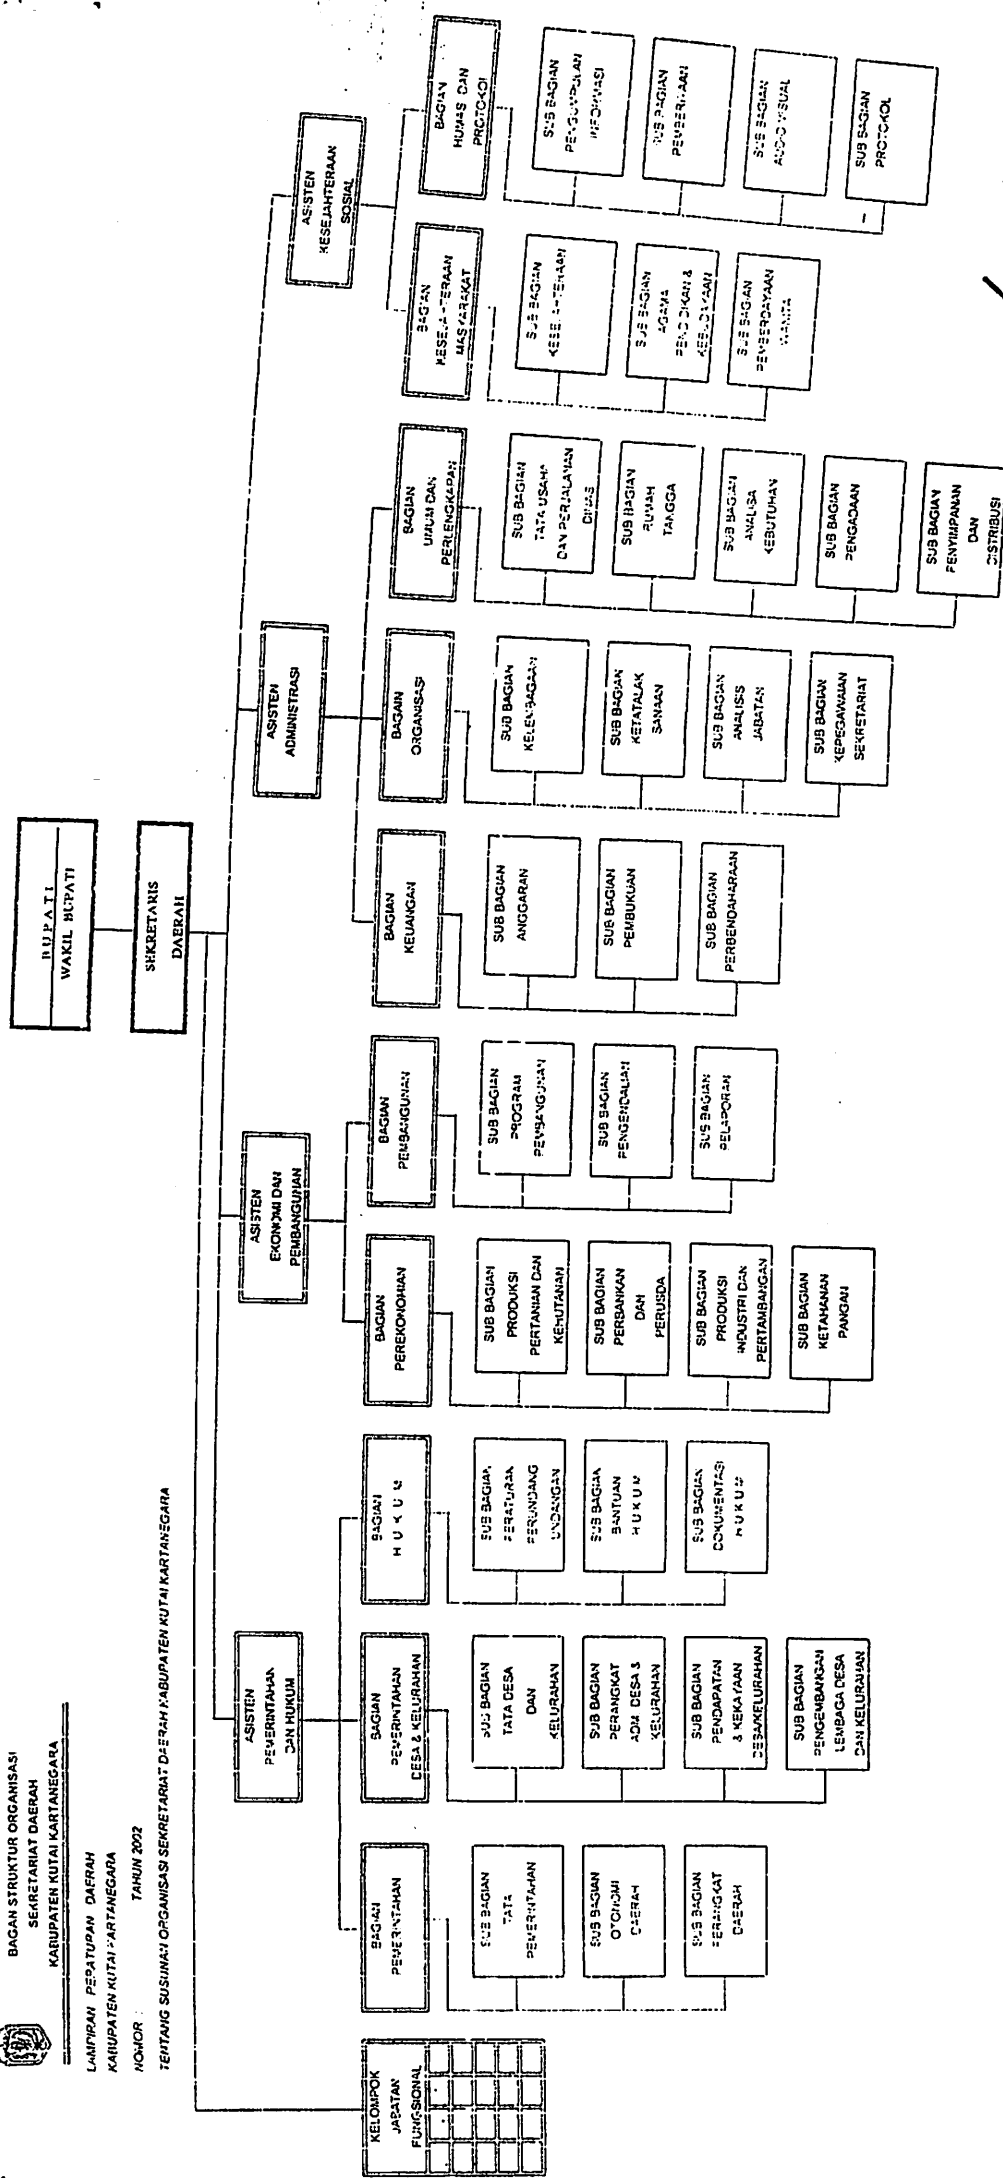 BAGAN STRUKTUR ORGANISASI
SEKRETARIAT DAERAH
KABUPATEN KUTAI KARTANEGARA
LAMPIRAN PERATURAN DAERAH
KABUPATEN KUTAI KARTANEGARA
NOMOR : TAHUN 2002
TENTANG SUSUNAN ORGANISASI SEKRETARIAT DAERAH KABUPATEN KUTAI KARTANEGARA
BUPATI
WAKIL BUPATI
SEKRETARIS
DAERAH
ASISTEN
PEMERINTAHAN
DAN HUKUM
ASISTEN
EKONOMI DAN
PEMBANGUNAN
ASISTEN
ADMINISTRASI
ASISTEN
KESEJAHTERAAN
SOSIAL
KELOMPOK
JABATAN
FUNGSIONAL
BAGIAN
PEMERINTAHAN
BAGIAN
PEMERINTAHAN
DESA & KELURAHAN
BAGIAN
H U K U M
BAGIAN
PEREKONOMIAN
BAGIAN
PEMBANGUNAN
BAGIAN
KEUANGAN
BAGAIN
ORGANISASI
BAGIAN
UMUM DAN
PERLENGKAPAN
BAGIAN
KESEJAHTERAAN
MASYARAKAT
BAGIAN
HUMAS DAN
PROTOKOL
SUB BAGIAN
TATA
PEMERINTAHAN
SUB BAGIAN
OTONOMI
DAERAH
SUB BAGIAN
PERANGKAT
DAERAH
SUB BAGIAN
TATA DESA
DAN
KELURAHAN
SUB BAGIAN
PERANGKAT
ADM DESA &
KELURAHAN
SUB BAGIAN
PENDAPATAN
& KEKAYAAN
DESA/KELURAHAN
SUB BAGIAN
PENGEMBANGAN
LEMBAGA DESA
DAN KELURAHAN
SUB BAGIAN
PERATURAN
PERUNDANG
UNDANGAN
SUB BAGIAN
BANTUAN
H U K U M
SUB BAGIAN
DOKUMENTASI
H U K U M
SUB BAGIAN
PRODUKSI
PERTANIAN DAN
KEHUTANAN
SUB BAGIAN
PERBANKAN
DAN
PERUSDA
SUB BAGIAN
PRODUKSI
INDUSTRI DAN
PERTAMBANGAN
SUB BAGIAN
KETAHANAN
PANGAN
SUB BAGIAN
PROGRAM
PEMBANGUNAN
SUB BAGIAN
PENGENDALIAN
SUB BAGIAN
PELAPORAN
SUB BAGIAN
ANGGARAN
SUB BAGIAN
PEMBUKUAN
SUB BAGIAN
PERBENDAHARAAN
SUB BAGIAN
KELEMBAGAAN
SUB BAGIAN
KETATALAK
SANAAN
SUB BAGIAN
ANALISIS
JABATAN
SUB BAGIAN
KEPEGAWAIAN
SEKRETARIAT
SUB BAGIAN
TATA USAHA
DAN PERJALANAN
DINAS
SUB BAGIAN
RUMAH
TANGGA
SUB BAGIAN
ANALISA
KEBUTUHAN
SUB BAGIAN
PENGADAAN
SUB BAGIAN
PENYIMPANAN
DAN
DISTRIBUSI
SUB BAGIAN
KESEJAHTERAAN
SUB BAGIAN
AGAMA
PENDIDIKAN &
KEBUDAYAAN
SUB BAGIAN
PEMBERDAYAAN
WANITA
SUB BAGIAN
PENGUMPULAN
INFORMASI
SUB BAGIAN
PEMBERITAAN
SUB BAGIAN
AUDIO VISUAL
SUB BAGIAN
PROTOKOL